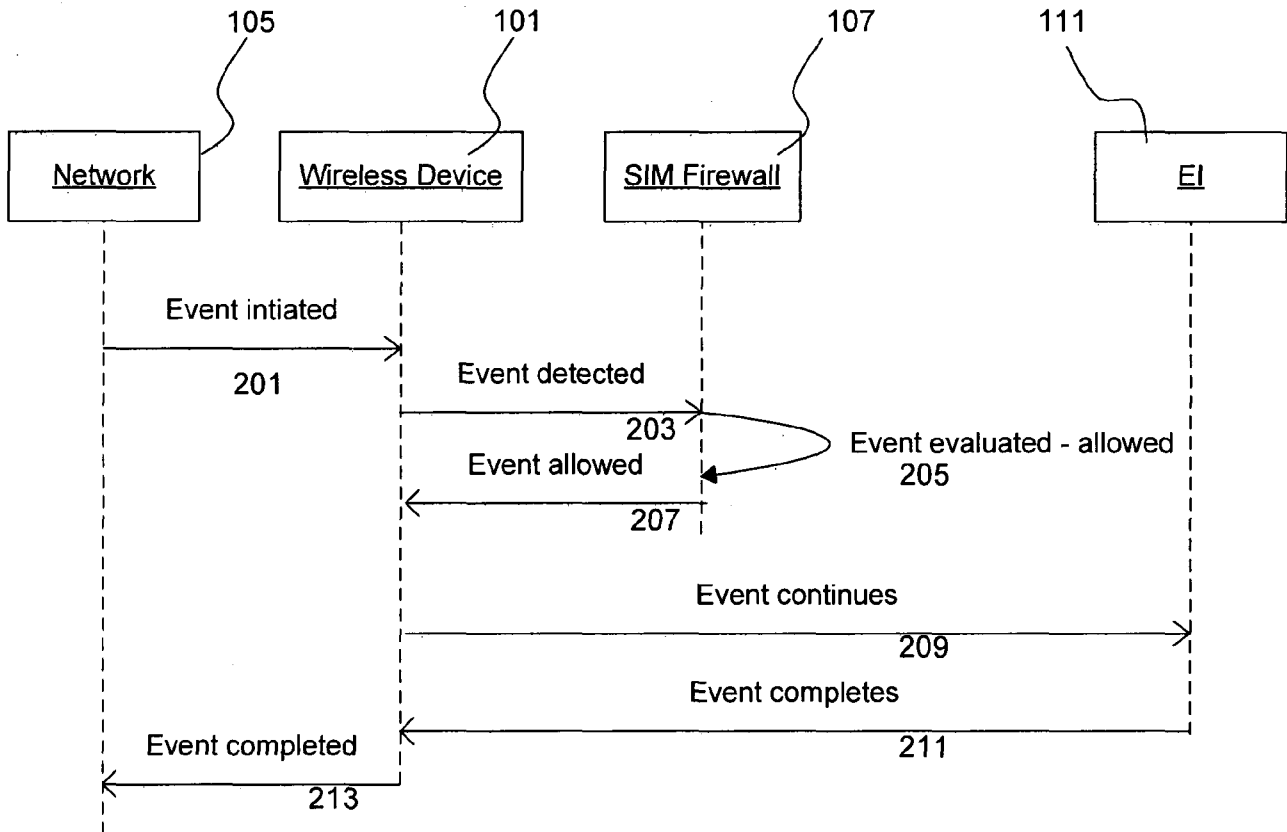 105
101
107
111
Network
Wireless Device
SIM Firewall
EI
Event intiated
201
Event detected
203
Event evaluated - allowed
205
Event allowed
207
Event continues
209
Event completes
211
Event completed
213